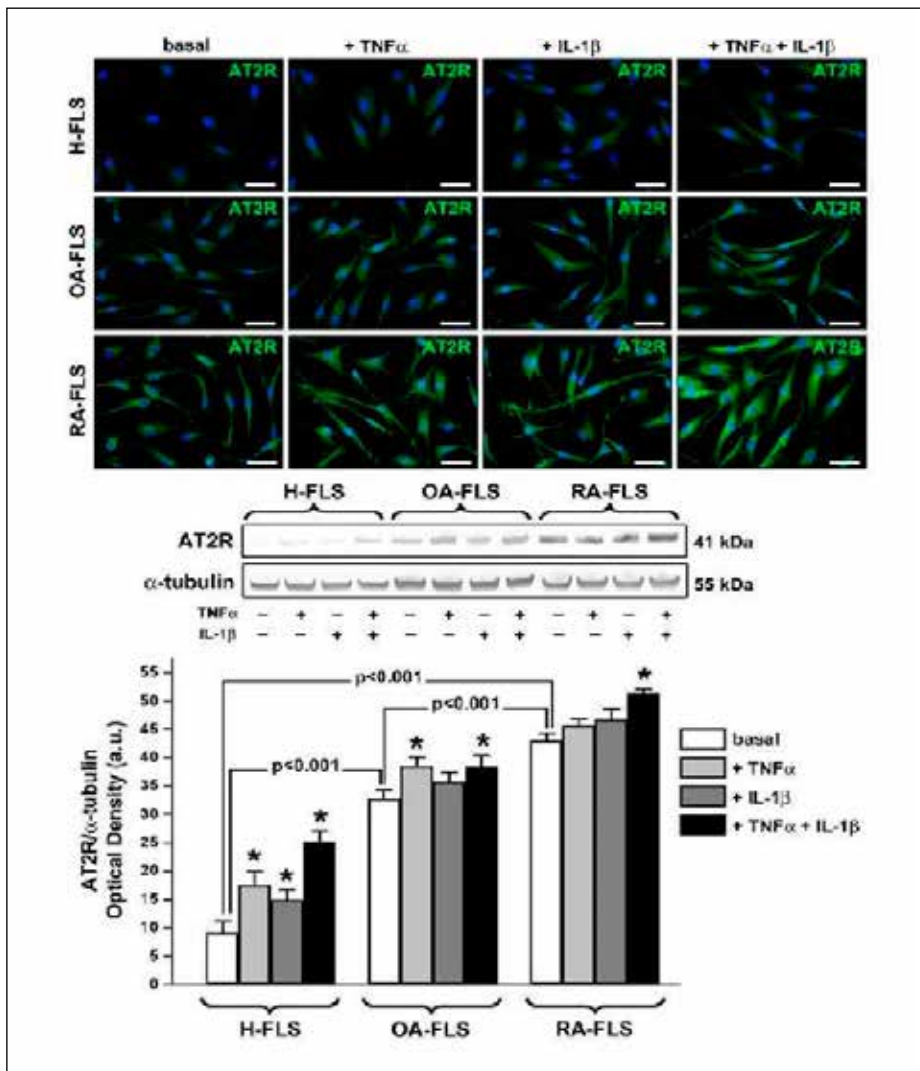 basal + TNFα + IL-1β + TNFα + IL-1β
H-FLS AT2R AT2R AT2R AT2R
OA-FLS AT2R AT2R AT2R AT2R
RA-FLS AT2R AT2R AT2R AT2R
H-FLS OA-FLS RA-FLS
AT2R 41 kDa
α-tubulin 55 kDa
TNFα – + – + – + – + – + – +
IL-1β – – + + – – + + – – + +
AT2R/α-tubulin
Optical Density (a.u.)
55
50
45
40
35
30
25
20
15
10
5
0
p<0.001
p<0.001
p<0.001
* * * * * *
basal
+ TNFα
+ IL-1β
+ TNFα + IL-1β
H-FLS OA-FLS RA-FLS